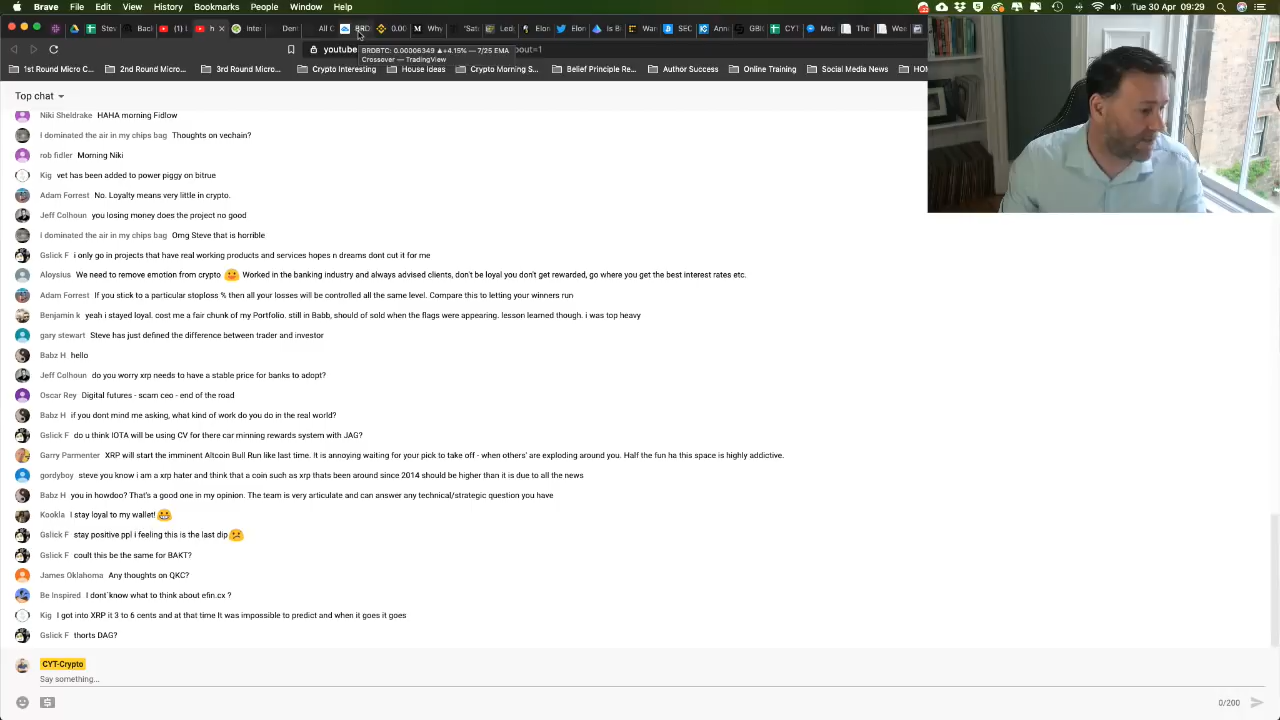 Brave File Edit View History Bookmarks People Window Help
100% Tue 30 Apr 09:29
youtube
BRDBTC: 0.00006349 ▲+4.15% — 7/25 EMA
Crossover — TradingView
1st Round Micro C... 2nd Round Micro... 3rd Round Micro... Crypto Interesting House Ideas Crypto Morning S... Belief Principle Re... Author Success Online Training Social Media News
Top chat
Niki Sheldrake HAHA morning Fidlow
I dominated the air in my chips bag Thoughts on vechain?
rob fidler Morning Niki
Kig vet has been added to power piggy on bitrue
Adam Forrest No. Loyalty means very little in crypto.
Jeff Colhoun you losing money does the project no good
I dominated the air in my chips bag Omg Steve that is horrible
Gslick F i only go in projects that have real working products and services hopes n dreams dont cut it for me
Aloysius We need to remove emotion from crypto Worked in the banking industry and always advised clients, don't be loyal you don't get rewarded, go where you get the best interest rates etc.
Adam Forrest If you stick to a particular stoploss % then all your losses will be controlled all the same level. Compare this to letting your winners run
Benjamin k yeah i stayed loyal. cost me a fair chunk of my Portfolio. still in Babb, should of sold when the flags were appearing. lesson learned though. i was top heavy
gary stewart Steve has just defined the difference between trader and investor
Babz H hello
Jeff Colhoun do you worry xrp needs to have a stable price for banks to adopt?
Oscar Rey Digital futures - scam ceo - end of the road
Babz H if you dont mind me asking, what kind of work do you do in the real world?
Gslick F do u think IOTA will be using CV for there car minning rewards system with JAG?
Garry Parmenter XRP will start the imminent Altcoin Bull Run like last time. It is annoying waiting for your pick to take off - when others' are exploding around you. Half the fun ha this space is highly addictive.
gordyboy steve you know i am a xrp hater and think that a coin such as xrp thats been around since 2014 should be higher than it is due to all the news
Babz H you in howdoo? That's a good one in my opinion. The team is very articulate and can answer any technical/strategic question you have
Kookla I stay loyal to my wallet!
Gslick F stay positive ppl i feeling this is the last dip
Gslick F coult this be the same for BAKT?
James Oklahoma Any thoughts on QKC?
Be Inspired I dont´know what to think about efin.cx ?
Kig I got into XRP it 3 to 6 cents and at that time It was impossible to predict and when it goes it goes
Gslick F thorts DAG?
CYT-Crypto
Say something...
0/200